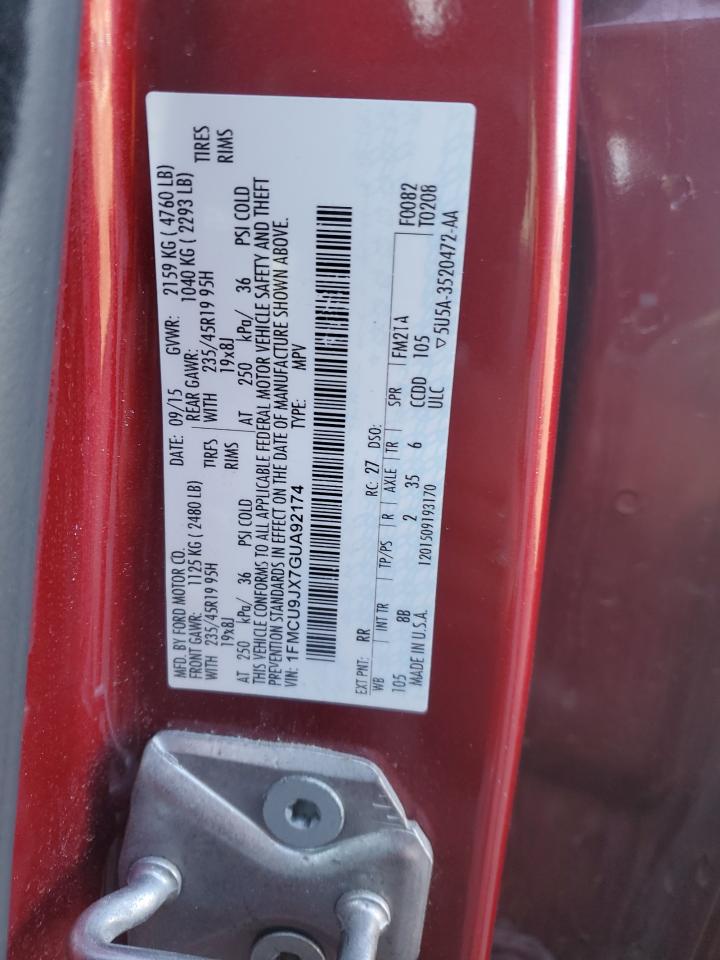 MFD. BY FORD MOTOR CO. DATE: 09/15 GVWR: 2159 KG ( 4760 LB)
FRONT GAWR: 1125 KG ( 2480 LB) REAR GAWR: 1040 KG ( 2293 LB)
WITH 235/45R19 95H TIRES WITH 235/45R19 95H TIRES
19x8J RIMS 19x8J RIMS
AT 250 kPa/ 36 PSI COLD AT 250 kPa/ 36 PSI COLD
THIS VEHICLE CONFORMS TO ALL APPLICABLE FEDERAL MOTOR VEHICLE SAFETY AND THEFT
PREVENTION STANDARDS IN EFFECT ON THE DATE OF MANUFACTURE SHOWN ABOVE.
VIN: 1FMCU9JX7GUA92174 TYPE: MPV
EXT PNT: RR RC: 27 DSO: F0082
WB INT TR TP/PS R AXLE TR SPR FM21A T0208
105 8B 2 35 6 CCDD 105
MADE IN U.S.A. 1201509193170 ULC ▽5U5A-3520472-AA